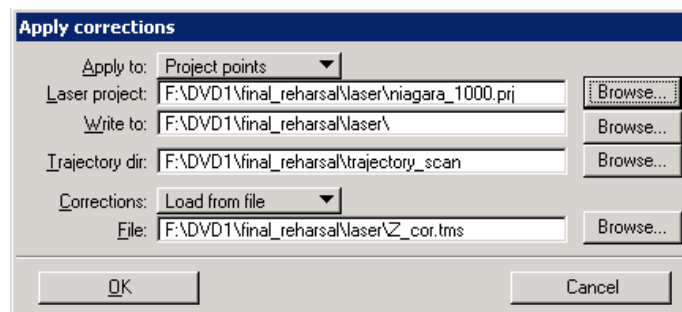 Apply corrections
Apply to: Project points
Laser project: F:\DVD1\final_reharsal\laser\niagara_1000.prj Browse...
Write to: F:\DVD1\final_reharsal\laser\ Browse...
Trajectory dir: F:\DVD1\final_reharsal\trajectory_scan Browse...
Corrections: Load from file
File: F:\DVD1\final_reharsal\laser\Z_cor.tms Browse...
OK Cancel